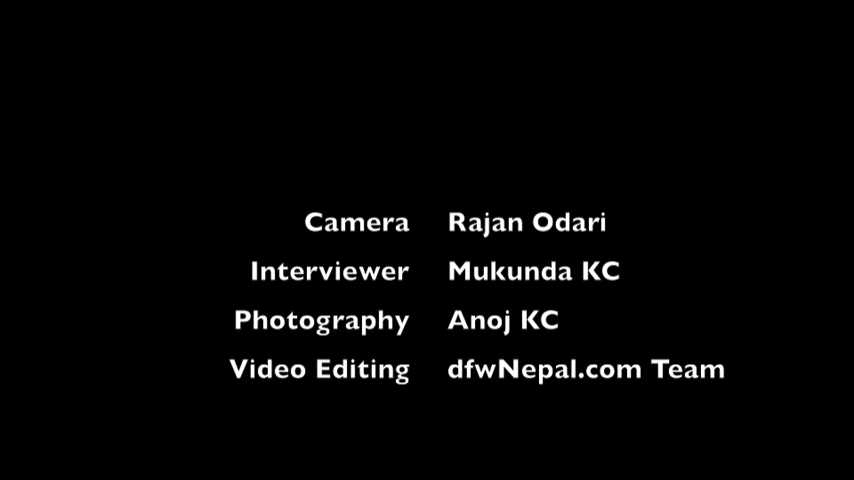 Camera Rajan Odari
Interviewer Mukunda KC
Photography Anoj KC
Video Editing dfwNepal.com Team